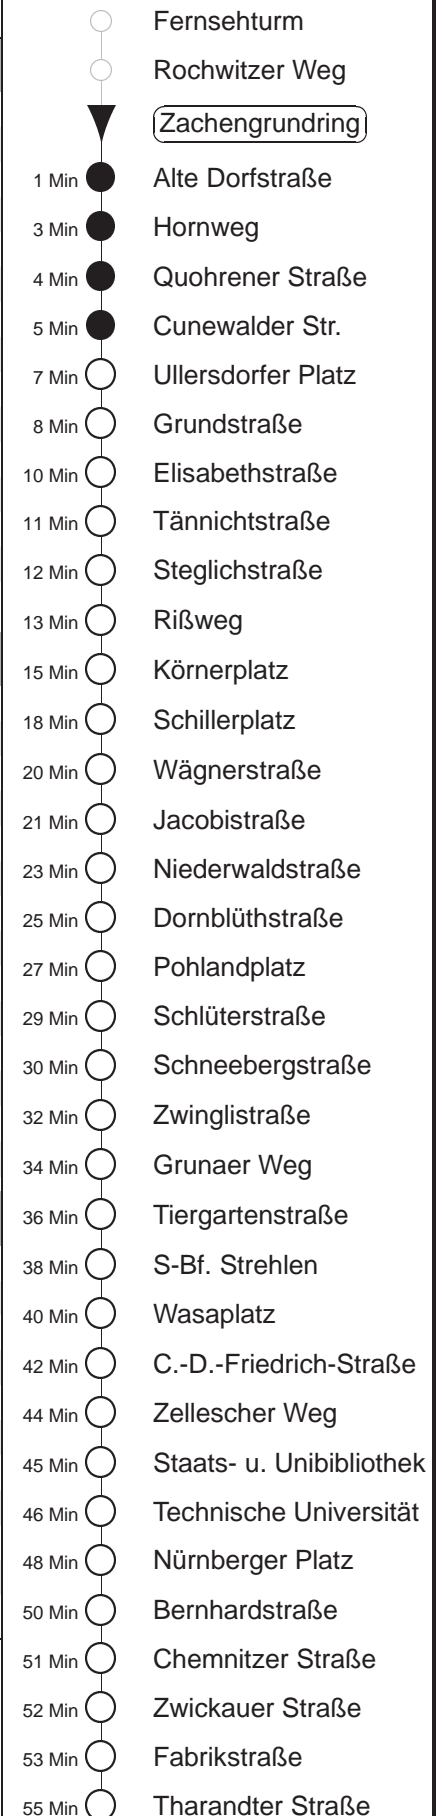 Fernsehturm
Rochwitzer Weg
Zachengrundring
1 Min Alte Dorfstraße
3 Min Hornweg
4 Min Quohrener Straße
5 Min Cunewalder Str.
7 Min Ullersdorfer Platz
8 Min Grundstraße
10 Min Elisabethstraße
11 Min Tännichtstraße
12 Min Steglichstraße
13 Min Rißweg
15 Min Körnerplatz
18 Min Schillerplatz
20 Min Wägnerstraße
21 Min Jacobistraße
23 Min Niederwaldstraße
25 Min Dornblüthstraße
27 Min Pohlandplatz
29 Min Schlüterstraße
30 Min Schneebergstraße
32 Min Zwinglistraße
34 Min Grunaer Weg
36 Min Tiergartenstraße
38 Min S-Bf. Strehlen
40 Min Wasaplatz
42 Min C.-D.-Friedrich-Straße
44 Min Zellescher Weg
45 Min Staats- u. Unibibliothek
46 Min Technische Universität
48 Min Nürnberger Platz
50 Min Bernhardstraße
51 Min Chemnitzer Straße
52 Min Zwickauer Straße
53 Min Fabrikstraße
55 Min Tharandter Straße